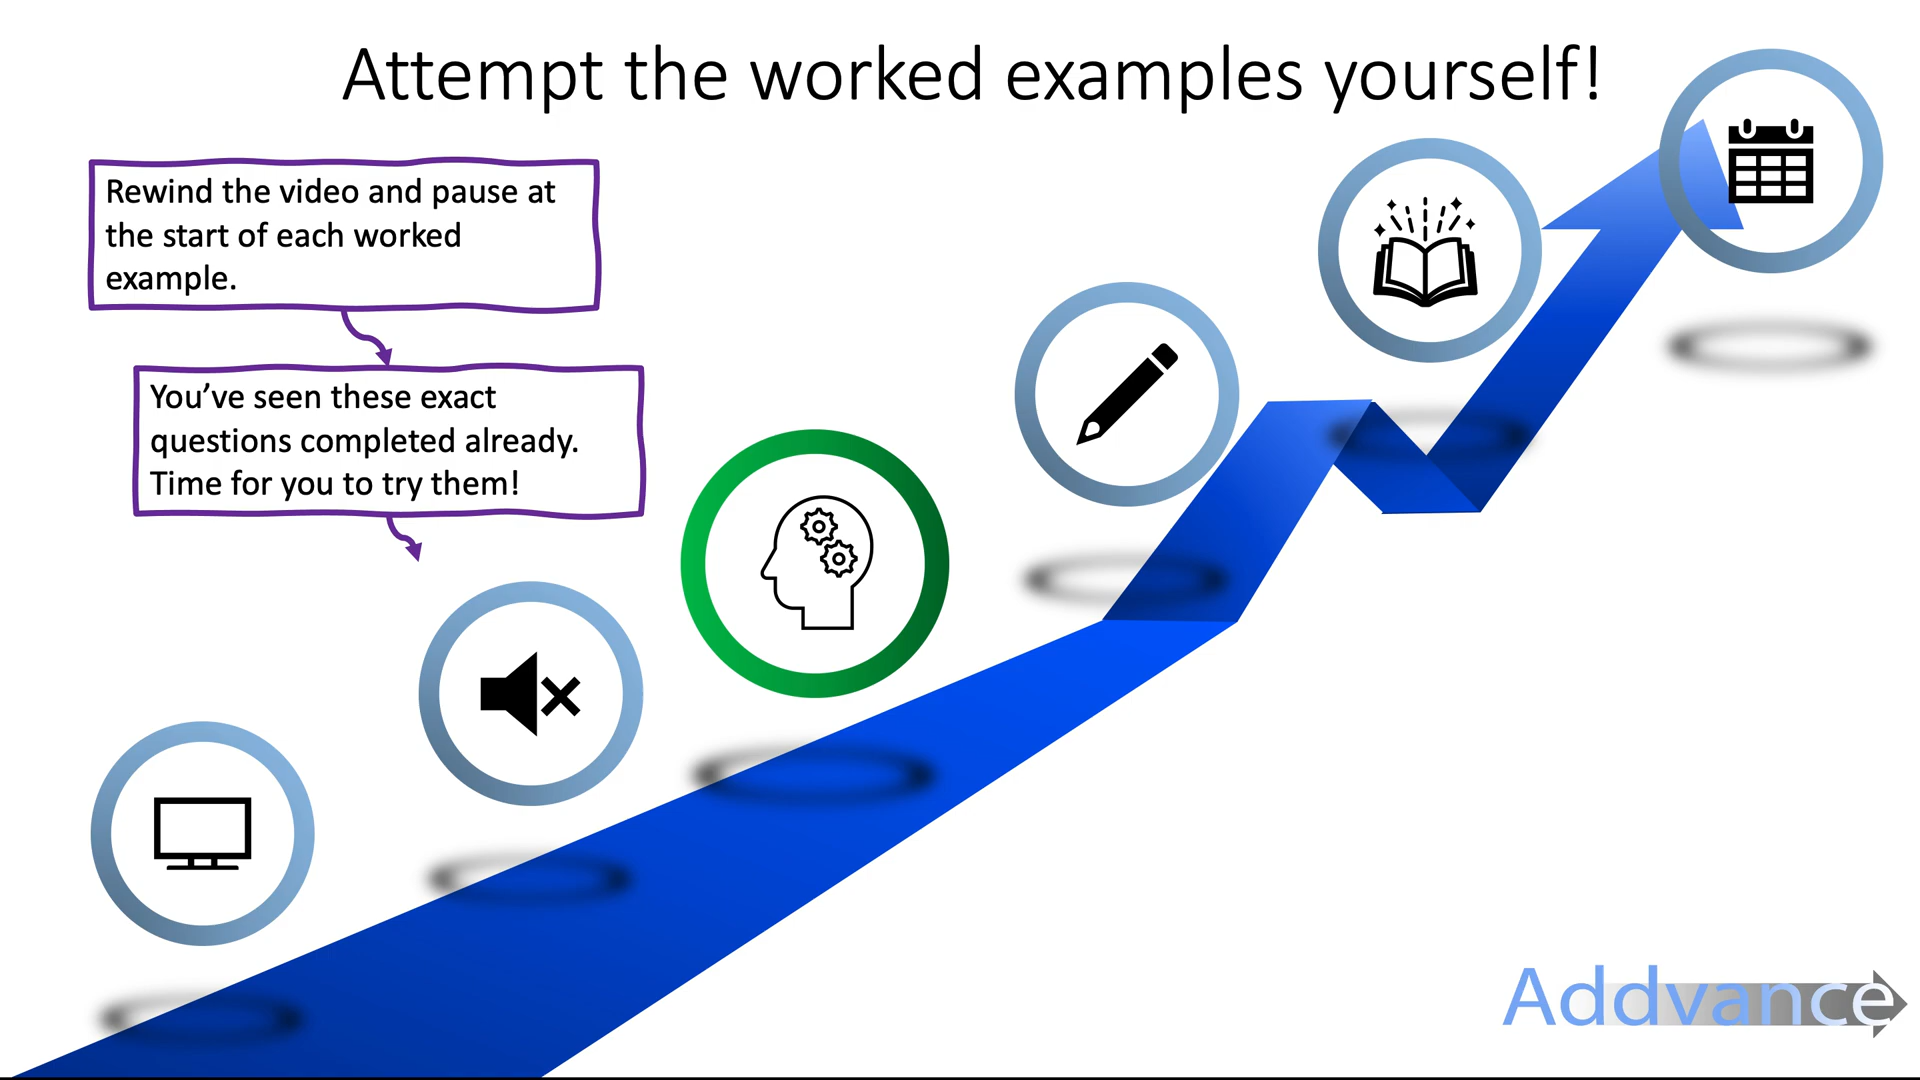 Attempt the worked examples yourself!
Rewind the video and pause at
the start of each worked
example.
You’ve seen these exact
questions completed already.
Time for you to try them!
Addvance